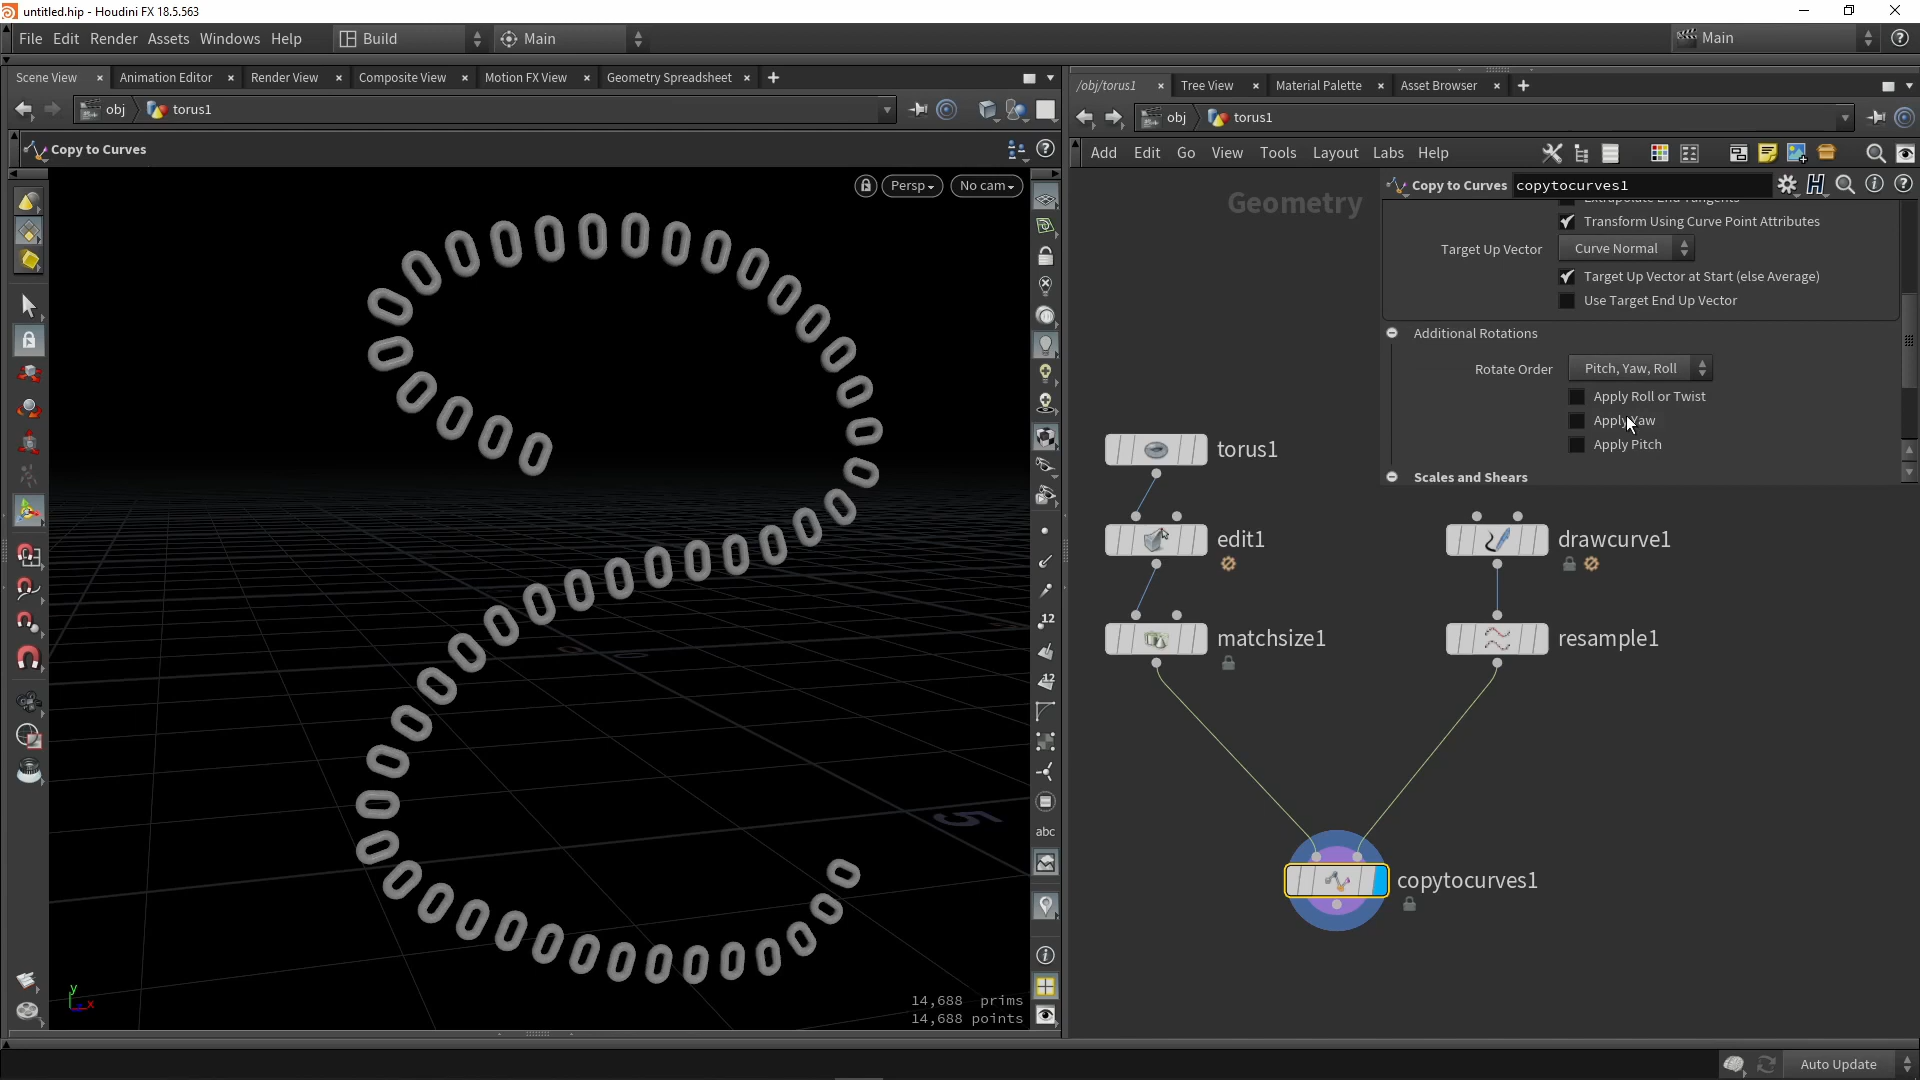 untitled.hip - Houdini FX 18.5.563
File Edit Render Assets Windows Help
Build
Main
Main
Scene View
Animation Editor
Render View
Composite View
Motion FX View
Geometry Spreadsheet
obj
torus1
Copy to Curves
Persp
No cam
12
12
abc
5
y
x
14,688 prims
14,688 points
/obj/torus1
Tree View
Material Palette
Asset Browser
obj
torus1
Add Edit Go View Tools Layout Labs Help
Geometry
Copy to Curves
copytocurves1
Extrapolate End Tangents
Transform Using Curve Point Attributes
Target Up Vector
Curve Normal
Target Up Vector at Start (else Average)
Use Target End Up Vector
Additional Rotations
Rotate Order
Pitch, Yaw, Roll
Apply Roll or Twist
Apply Yaw
Apply Pitch
Scales and Shears
torus1
edit1
drawcurve1
matchsize1
resample1
copytocurves1
Auto Update